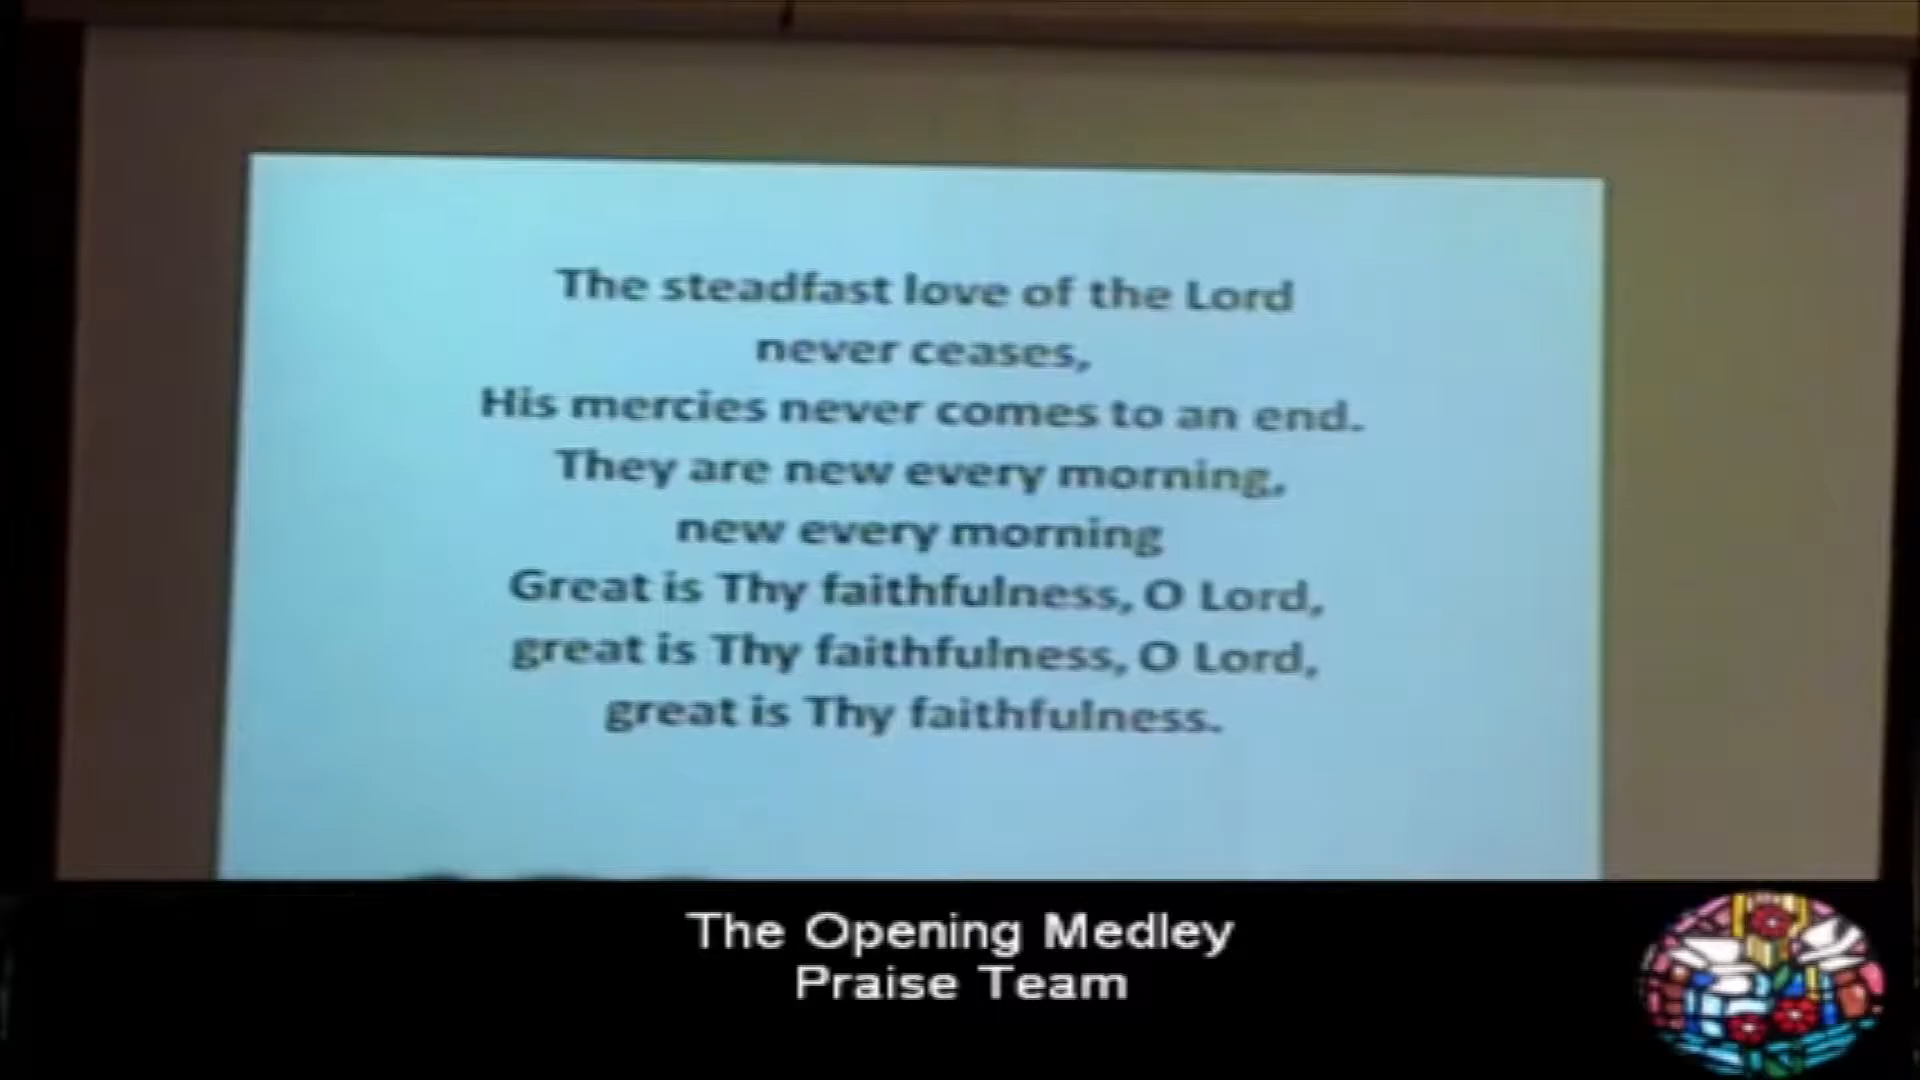 The steadfast love of the Lord
never ceases,
His mercies never comes to an end.
They are new every morning,
new every morning
Great is Thy faithfulness, O Lord,
great is Thy faithfulness, O Lord,
great is Thy faithfulness.
The Opening Medley
Praise Team